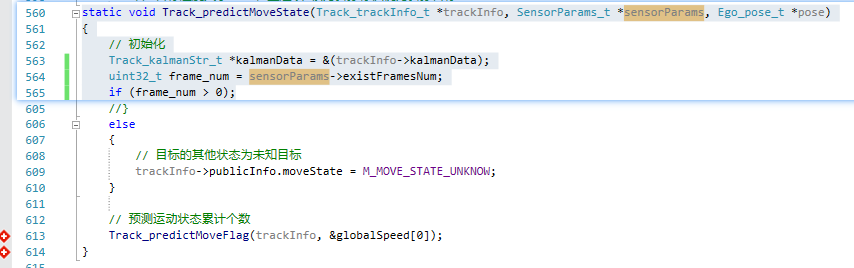 560 static void Track_predictMoveState(Track_trackInfo_t *trackInfo, SensorParams_t *sensorParams, Ego_pose_t *pose)
561 {
562 // 初始化
563 Track_kalmanStr_t *kalmanData = &(trackInfo->kalmanData);
564 uint32_t frame_num = sensorParams->existFramesNum;
565 if (frame_num > 0);
605 //}
606 else
607 {
608 // 目标的其他状态为未知目标
609 trackInfo->publicInfo.moveState = M_MOVE_STATE_UNKNOW;
610 }
611
612 // 预测运动状态累计个数
613 Track_predictMoveFlag(trackInfo, &globalSpeed[0]);
614 }
615